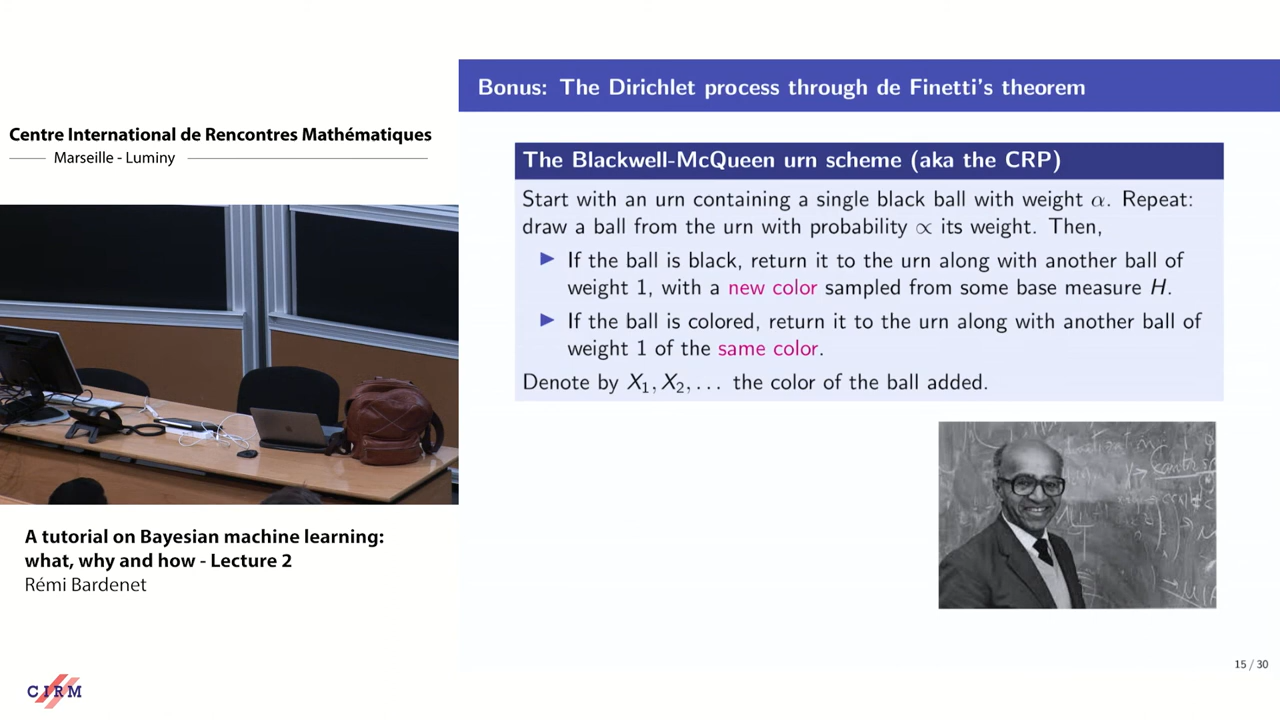 Centre International de Rencontres Mathématiques
Marseille - Luminy
A tutorial on Bayesian machine learning:
what, why and how - Lecture 2
Rémi Bardenet
CIRM
Bonus: The Dirichlet process through de Finetti's theorem
The Blackwell-McQueen urn scheme (aka the CRP)
Start with an urn containing a single black ball with weight α. Repeat:
draw a ball from the urn with probability ∝ its weight. Then,
▶ If the ball is black, return it to the urn along with another ball of
weight 1, with a new color sampled from some base measure H.
▶ If the ball is colored, return it to the urn along with another ball of
weight 1 of the same color.
Denote by X₁, X₂, . . . the color of the ball added.
15 / 30